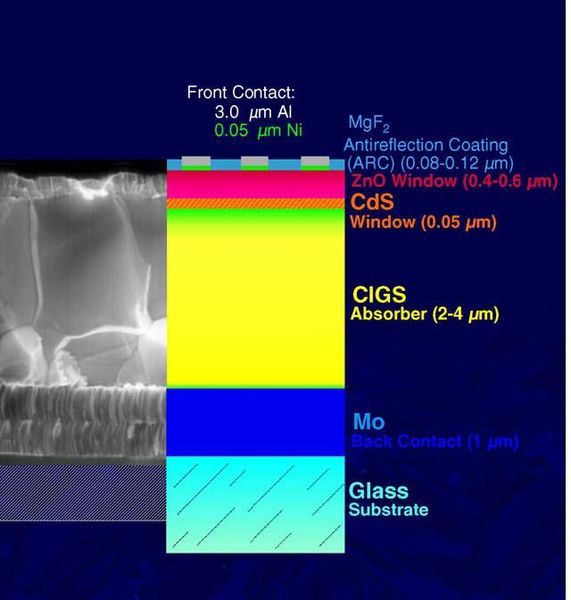 Front Contact:
3.0 μm Al
0.05 μm Ni
MgF₂
Antireflection Coating
(ARC) (0.08-0.12 μm)
ZnO Window (0.4-0.6 μm)
CdS
Window (0.05 μm)
CIGS
Absorber (2-4 μm)
Mo
Back Contact (1 μm)
Glass
Substrate